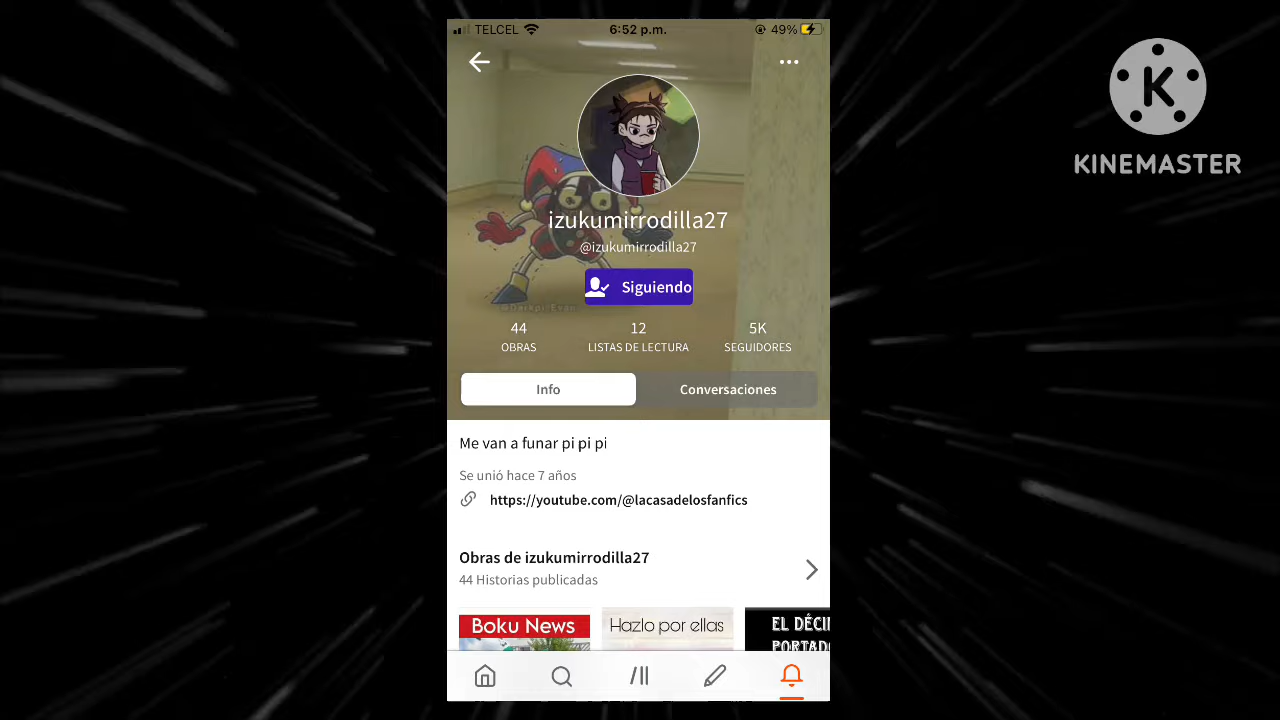 TELCEL
6:52 p.m.
49%
K
KINEMASTER
izukumirrodilla27
@izukumirrodilla27
Siguiendo
44
12
5K
OBRAS
LISTAS DE LECTURA
SEGUIDORES
Info
Conversaciones
Me van a funar pi pi pi
Se unió hace 7 años
https://youtube.com/@lacasadelosfanfics
Obras de izukumirrodilla27
44 Historias publicadas
Boku News
Hazlo por ellas
EL DÉCI
PORTAD